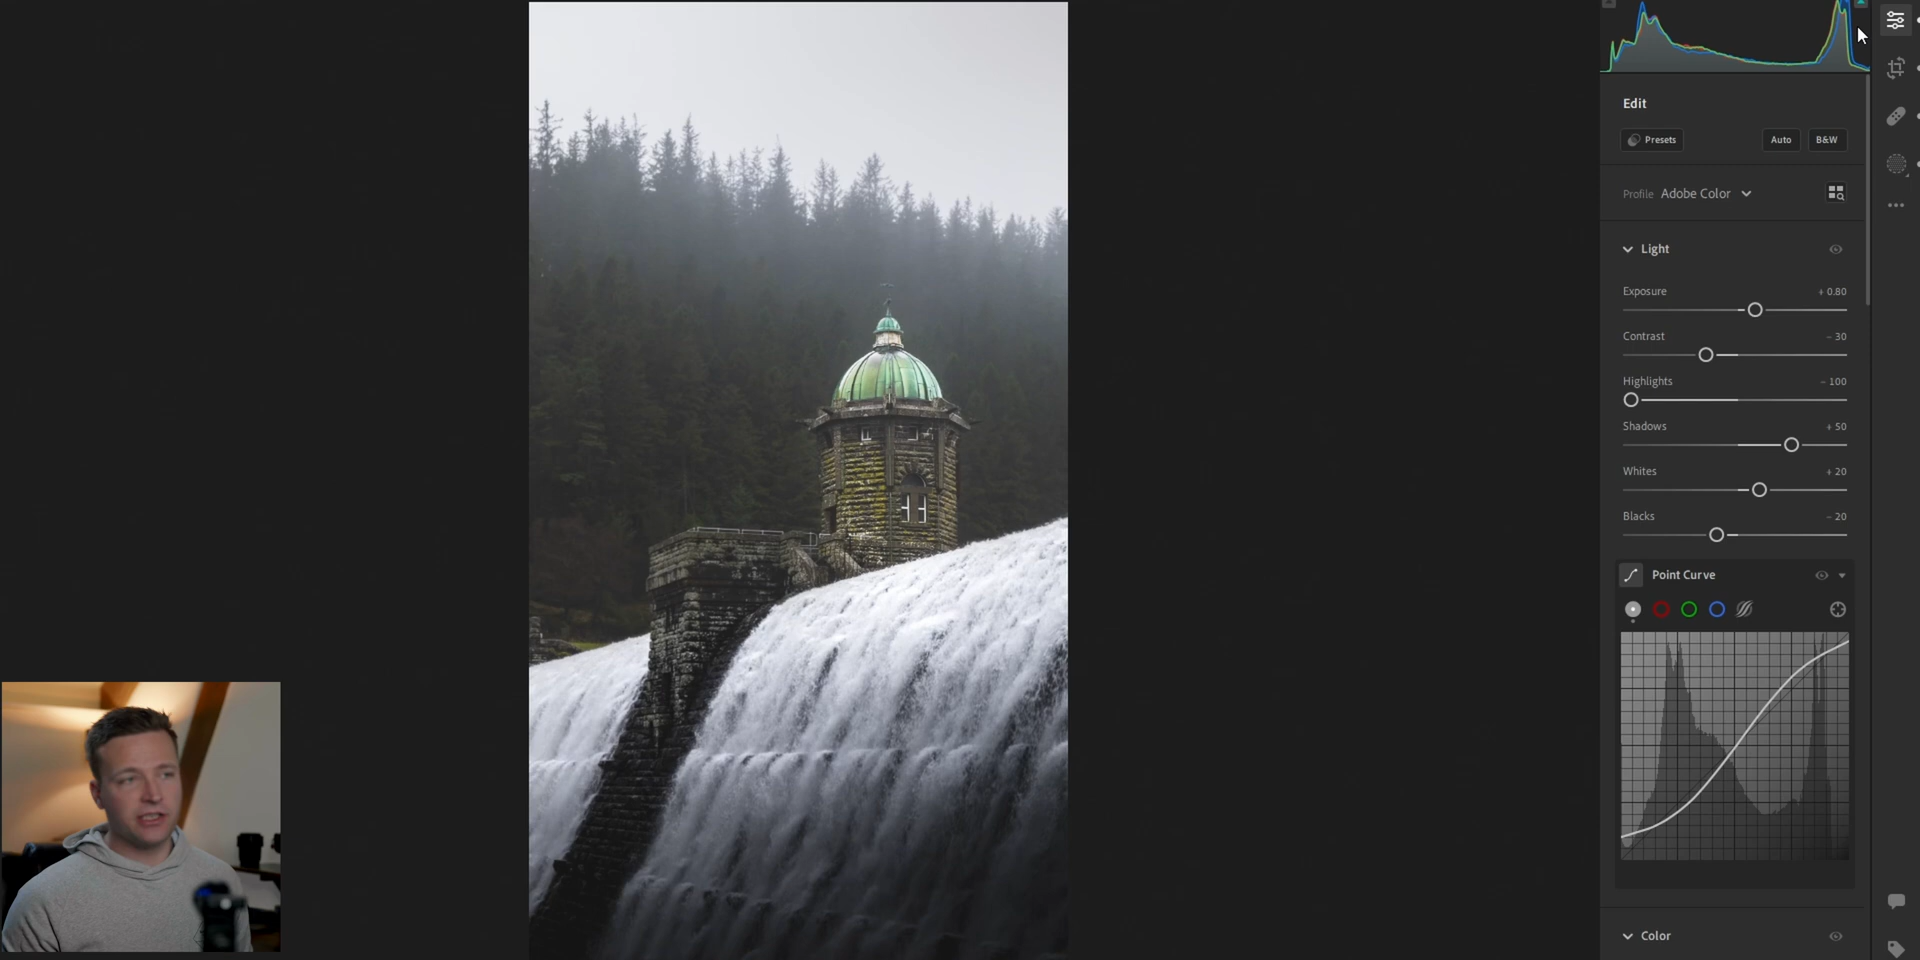 Edit
Presets Auto B&W
Profile Adobe Color
Light
Exposure + 0.80
Contrast – 30
Highlights – 100
Shadows + 50
Whites + 20
Blacks – 20
Point Curve
Color